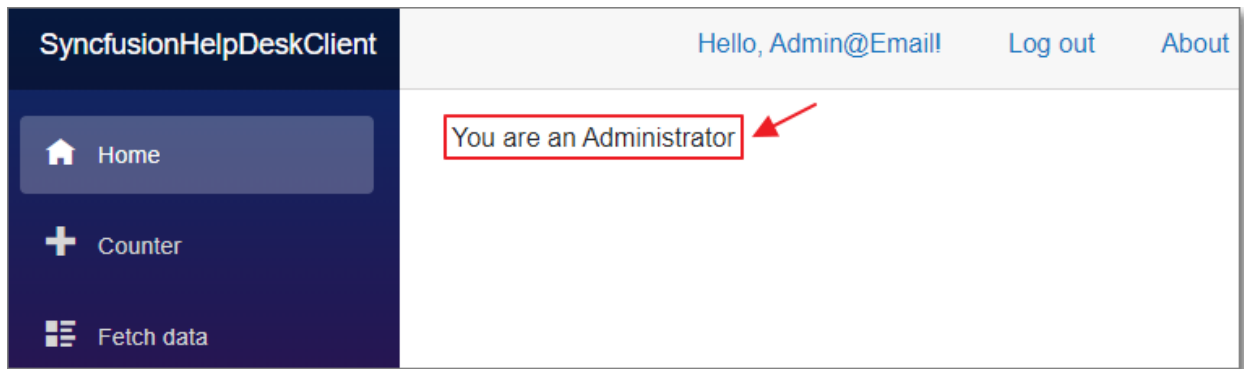 SyncfusionHelpDeskClient
Hello, Admin@Email! Log out About
Home
You are an Administrator
Counter
Fetch data